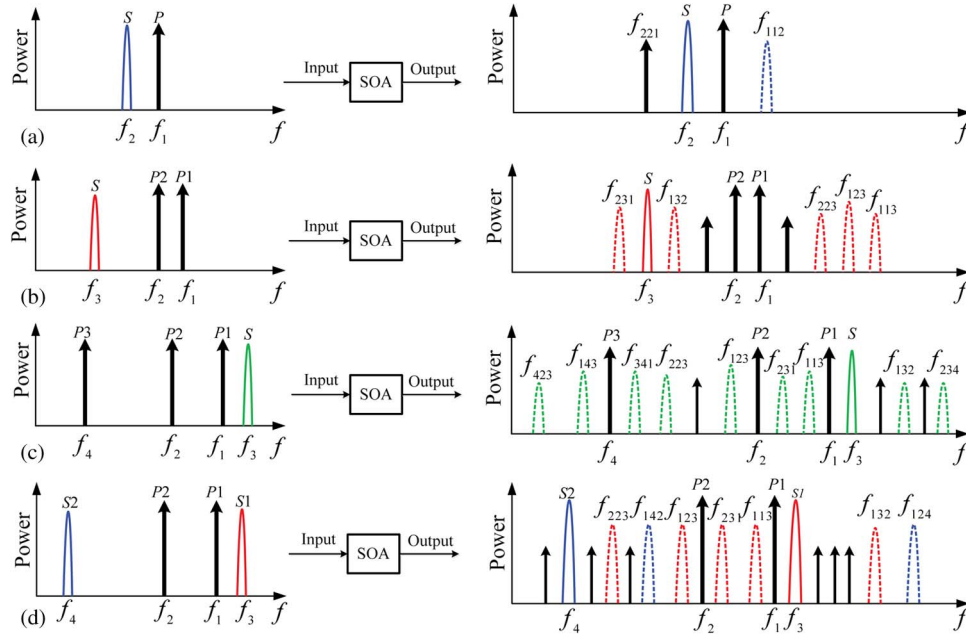 Power
S
P
f₂
f₁
f
(a)
Input
SOA
Output
Power
f₂₂₁
S
P
f₁₁₂
f₂
f₁
f
Power
S
P2
P1
f₃
f₂
f₁
f
(b)
Input
SOA
Output
Power
f₂₃₁
S
f₁₃₂
P2
P1
f₂₂₃
f₁₂₃
f₁₁₃
f₃
f₂
f₁
f
Power
P3
P2
P1
S
f₄
f₂
f₁
f₃
f
(c)
Input
SOA
Output
Power
f₄₂₃
f₁₄₃
P3
f₃₄₁
f₂₂₃
f₁₂₃
P2
f₂₃₁
f₁₁₃
P1
S
f₁₃₂
f₂₃₄
f₄
f₂
f₁
f₃
f
Power
S2
P2
P1
S1
f₄
f₂
f₁
f₃
f
(d)
Input
SOA
Output
Power
S2
f₂₂₃
f₁₄₂
f₁₂₃
P2
f₂₃₁
f₁₁₃
P1
S1
f₁₃₂
f₁₂₄
f₄
f₂
f₁
f₃
f